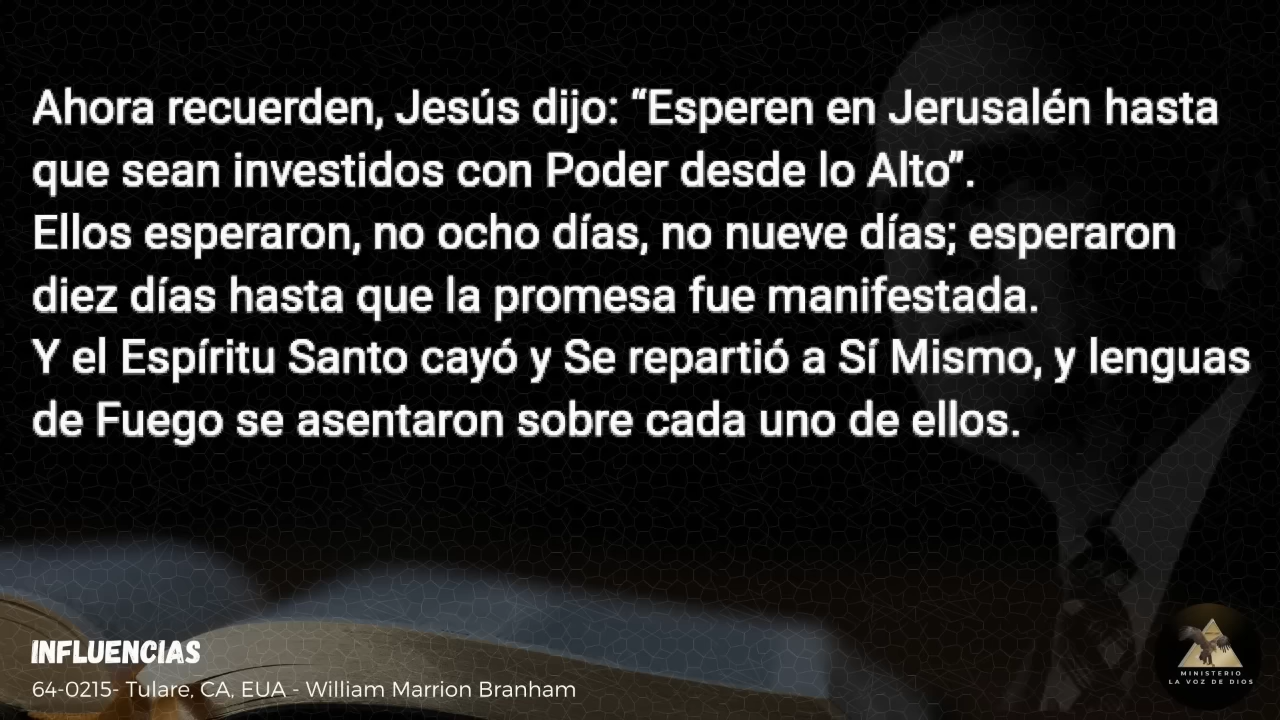 Ahora recuerden, Jesús dijo: “Esperen en Jerusalén hasta
que sean investidos con Poder desde lo Alto”.
Ellos esperaron, no ocho días, no nueve días; esperaron
diez días hasta que la promesa fue manifestada.
Y el Espíritu Santo cayó y Se repartió a Sí Mismo, y lenguas
de Fuego se asentaron sobre cada uno de ellos.
INFLUENCIAS
64-0215- Tulare, CA, EUA - William Marrion Branham
MINISTERIO
LA VOZ DE DIOS